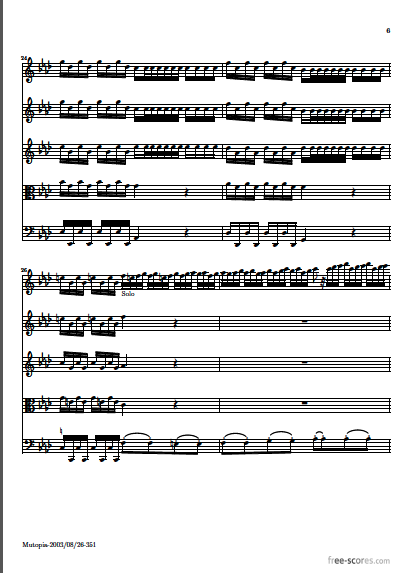 6
24
26
Solo
Mutopia-2003/08/26-351
free-scores.com